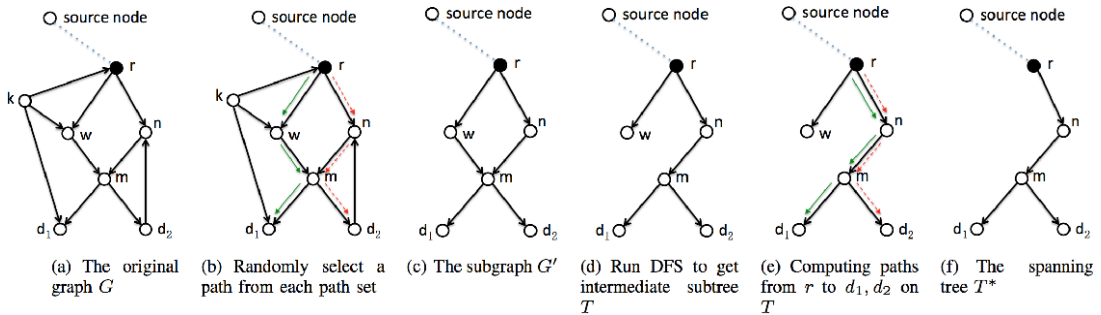 source node
r
k
w
n
m
d1
d2
(a) The original
graph G
source node
r
k
w
n
m
d1
d2
(b) Randomly select a
path from each path set
source node
r
w
n
m
d1
d2
(c) The subgraph G′
source node
r
w
n
m
d1
d2
(d) Run DFS to get
intermediate subtree
T
source node
r
w
n
m
d1
d2
(e) Computing paths
from r to d1, d2 on
T
source node
r
n
m
d1
d2
(f) The spanning
tree T*